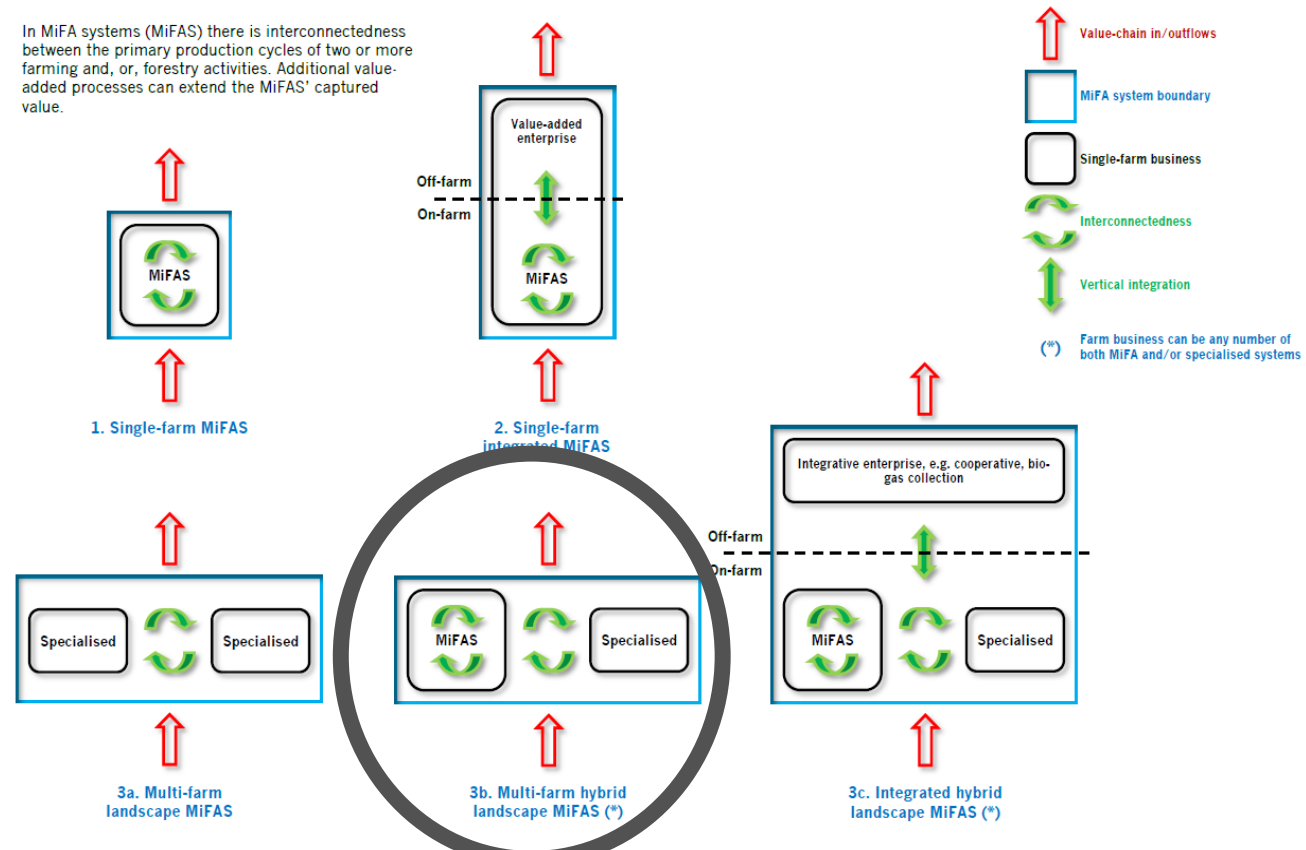 In MiFA systems (MiFAS) there is interconnectedness
between the primary production cycles of two or more
farming and, or, forestry activities. Additional value-
added processes can extend the MiFAS' captured
value.
Value-chain in/outflows
MiFA system boundary
Single-farm business
Interconnectedness
Vertical integration
(*)
Farm business can be any number of
both MiFA and/or specialised systems
MiFAS
1. Single-farm MiFAS
Value-added
enterprise
Off-farm
On-farm
MiFAS
2. Single-farm
integrated MiFAS
Specialised
Specialised
3a. Multi-farm
landscape MiFAS
MiFAS
Specialised
3b. Multi-farm hybrid
landscape MiFAS (*)
Integrative enterprise, e.g. cooperative, bio-
gas collection
Off-farm
On-farm
MiFAS
Specialised
3c. Integrated hybrid
landscape MiFAS (*)